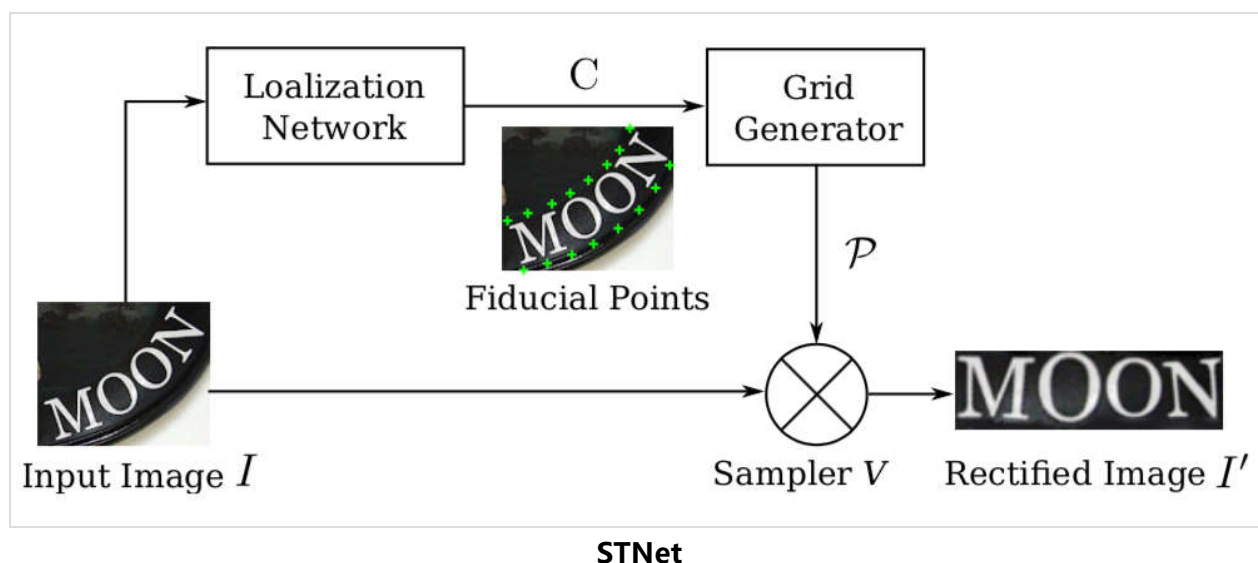 Loalization
Network
C
Grid
Generator
MOON
Fiducial Points
𝒫
MOON
MOON
Input Image I
Sampler V
Rectified Image I′
STNet